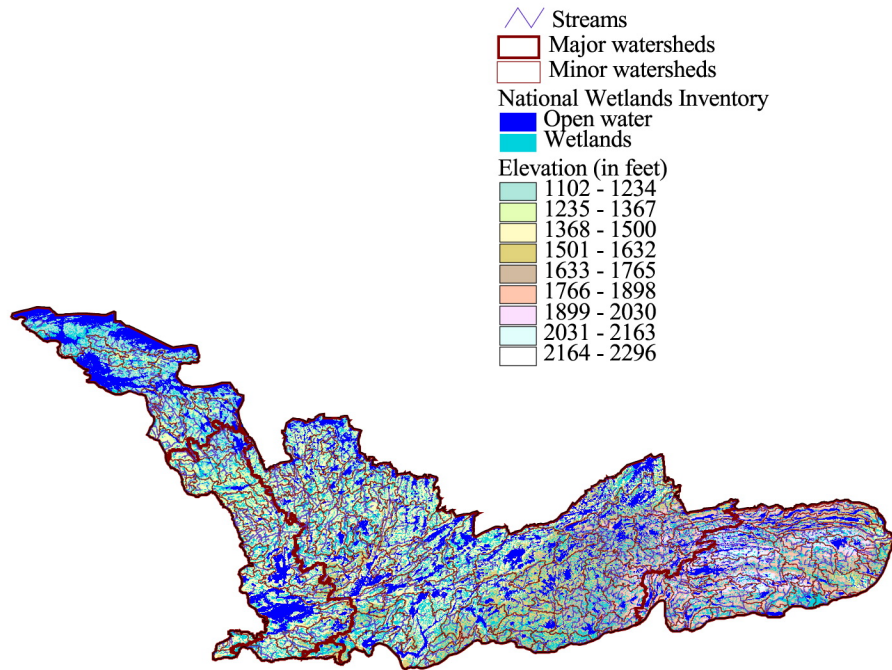 Streams
Major watersheds
Minor watersheds
National Wetlands Inventory
Open water
Wetlands
Elevation (in feet)
1102 - 1234
1235 - 1367
1368 - 1500
1501 - 1632
1633 - 1765
1766 - 1898
1899 - 2030
2031 - 2163
2164 - 2296